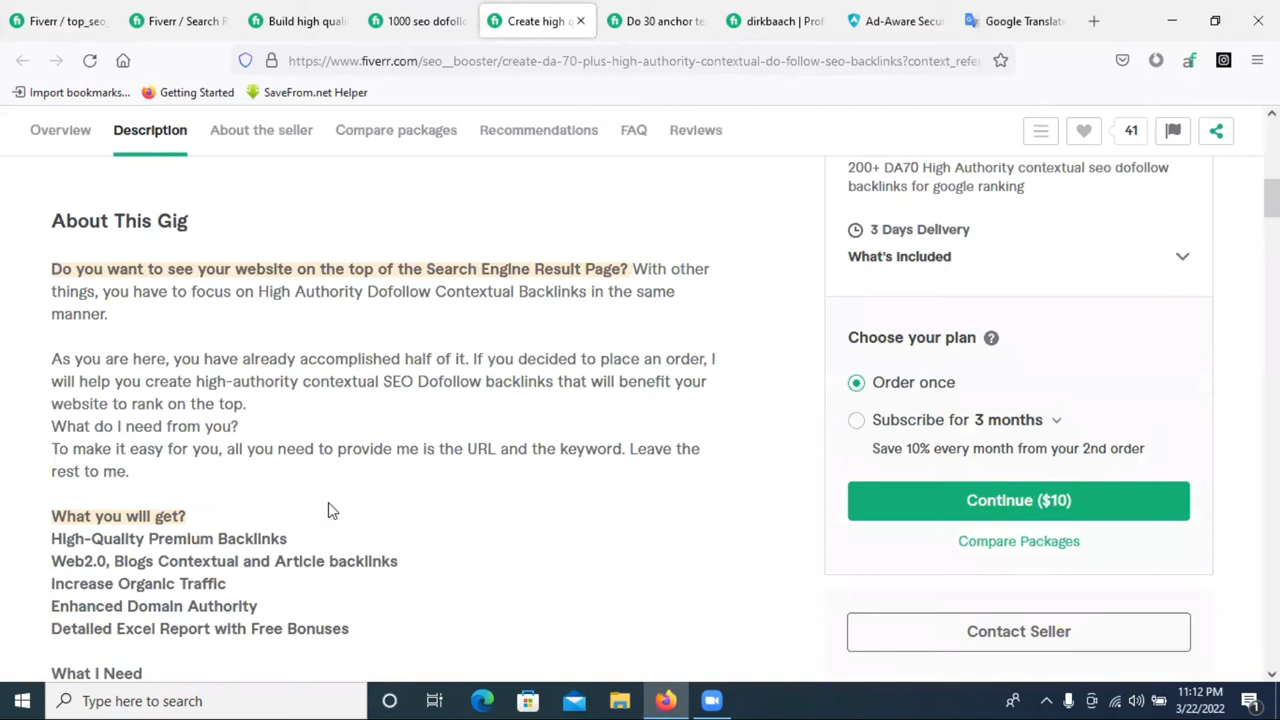 Fiverr / top_seo_
Fiverr / Search R
Build high quali
1000 seo dofollo
Create high q
Do 30 anchor te
dirkbaach | Prof
Ad-Aware Secu
Google Translate
https://www.fiverr.com/seo__booster/create-da-70-plus-high-authority-contextual-do-follow-seo-backlinks?context_refe
Import bookmarks...
Getting Started
SaveFrom.net Helper
Overview
Description
About the seller
Compare packages
Recommendations
FAQ
Reviews
41
200+ DA70 High Authority contextual seo dofollow
backlinks for google ranking
3 Days Delivery
What's Included
About This Gig
Do you want to see your website on the top of the Search Engine Result Page? With other
things, you have to focus on High Authority Dofollow Contextual Backlinks in the same
manner.
As you are here, you have already accomplished half of it. If you decided to place an order, I
will help you create high-authority contextual SEO Dofollow backlinks that will benefit your
website to rank on the top.
What do I need from you?
To make it easy for you, all you need to provide me is the URL and the keyword. Leave the
rest to me.
What you will get?
High-Quality Premium Backlinks
Web2.0, Blogs Contextual and Article backlinks
Increase Organic Traffic
Enhanced Domain Authority
Detailed Excel Report with Free Bonuses
What I Need
Choose your plan
Order once
Subscribe for 3 months
Save 10% every month from your 2nd order
Continue ($10)
Compare Packages
Contact Seller
Type here to search
11:12 PM
3/22/2022
1